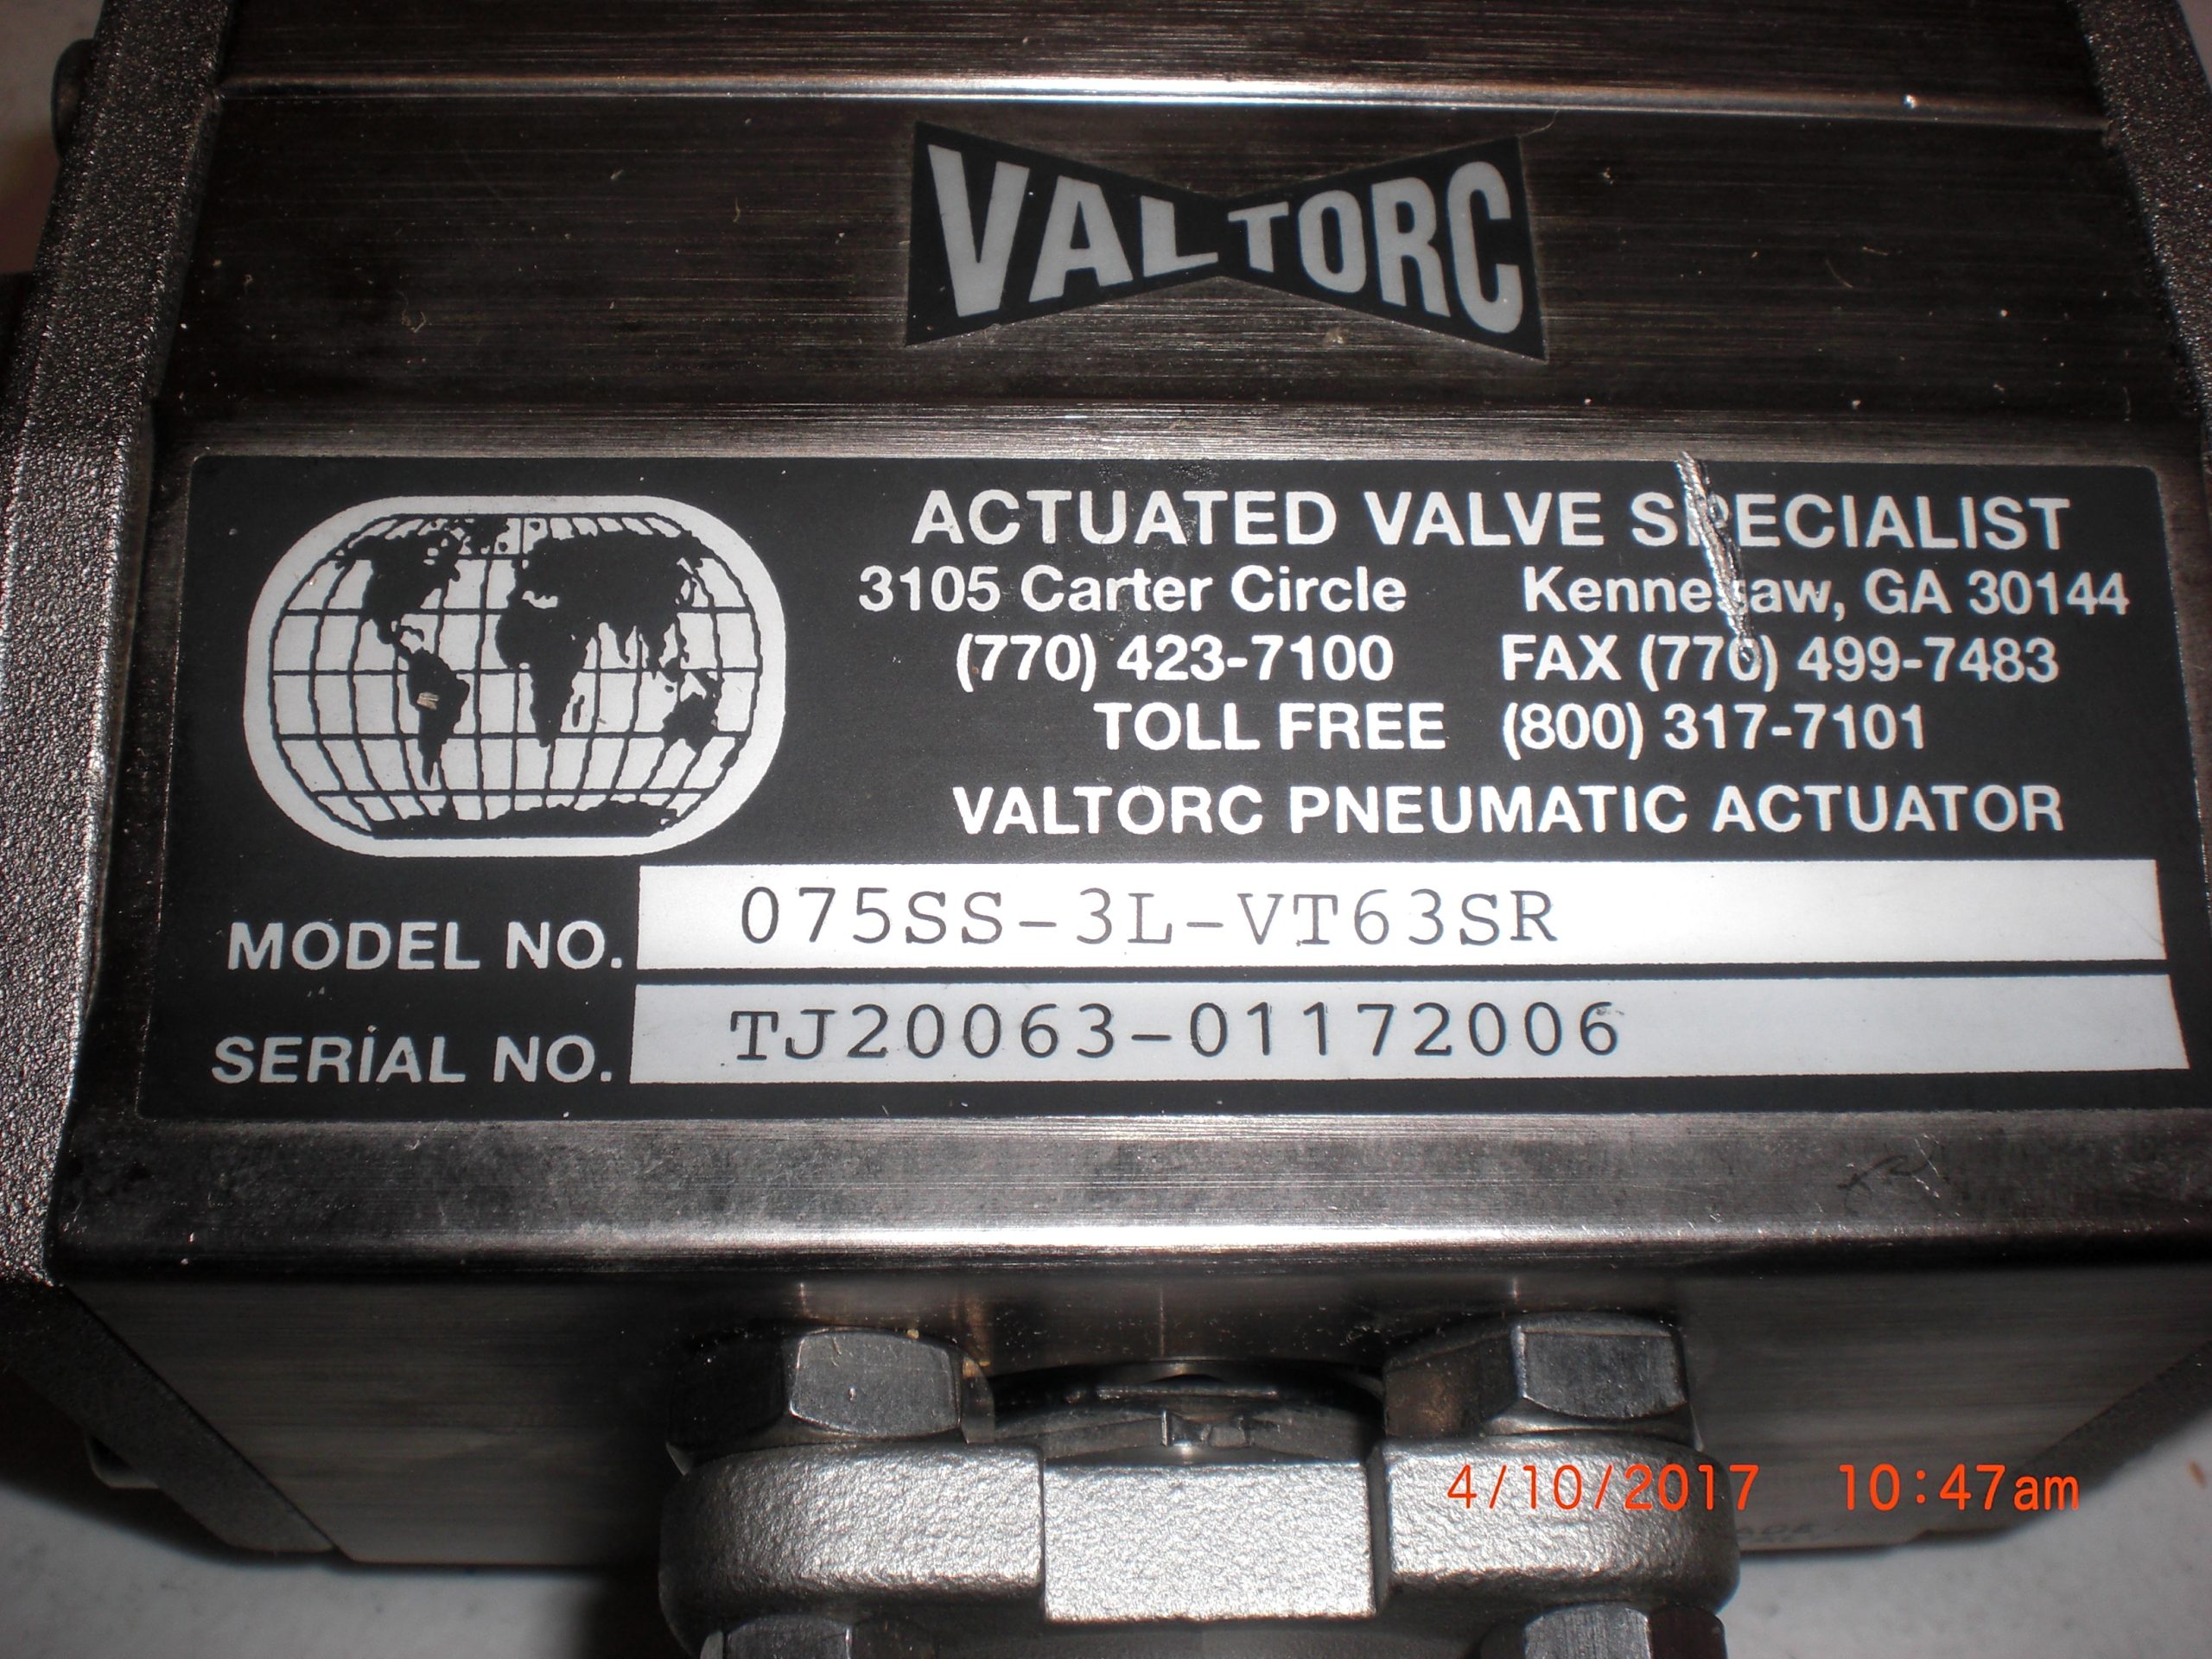 VALTORC
ACTUATED VALVE SPECIALIST
3105 Carter Circle Kennesaw, GA 30144
(770) 423-7100 FAX (770) 499-7483
TOLL FREE (800) 317-7101
VALTORC PNEUMATIC ACTUATOR
MODEL NO. 075SS-3L-VT63SR
SERIAL NO. TJ20063-01172006
4/10/2017 10:47am